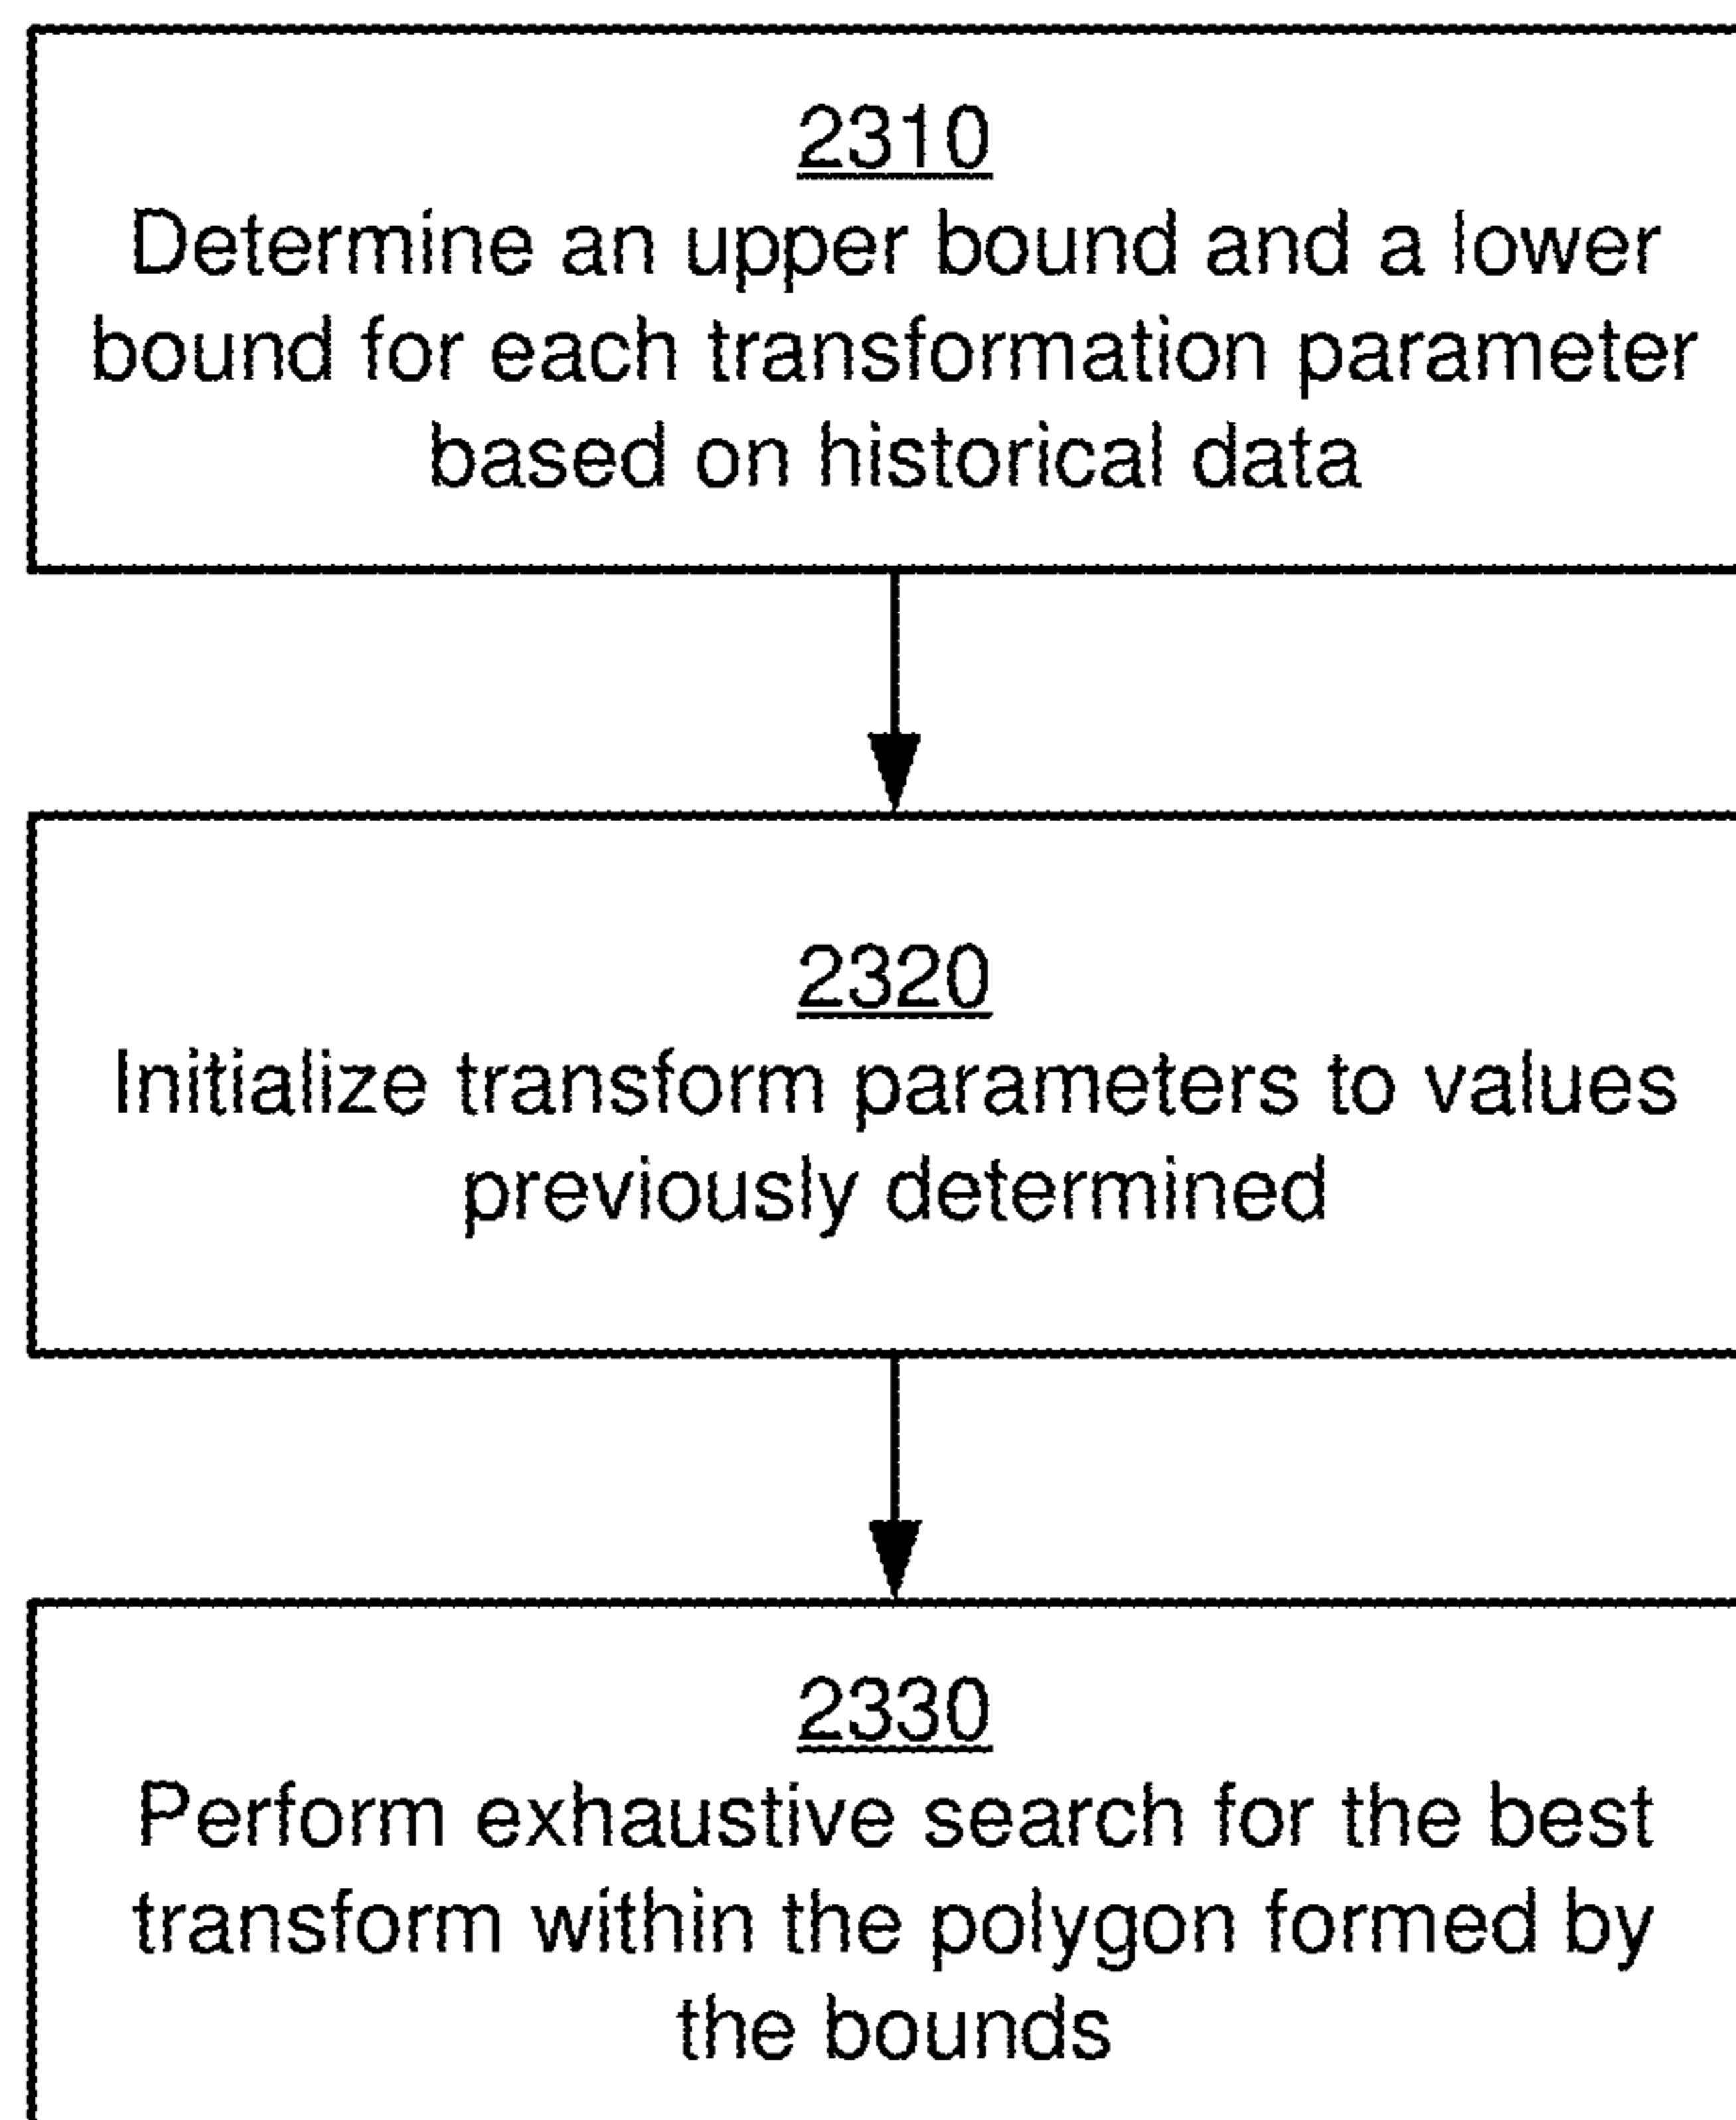 2310
Determine an upper bound and a lower
bound for each transformation parameter
based on historical data
2320
Initialize transform parameters to values
previously determined
2330
Perform exhaustive search for the best
transform within the polygon formed by
the bounds